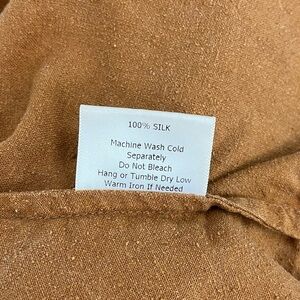 100% SILK
Machine Wash Cold
Separately
Do Not Bleach
Hang or Tumble Dry Low
Warm Iron If Needed